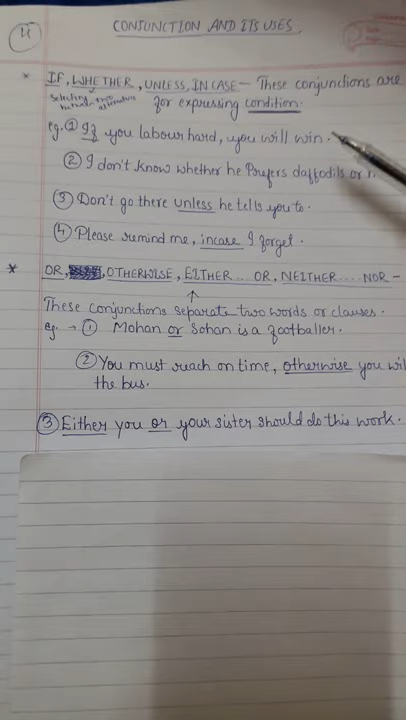 4
CONJUNCTION AND ITS USES.
* IF, WHETHER, UNLESS, IN CASE - These conjunctions are
Selecting
for expressing condition.
eg. ① If you labour hard, you will win.
② I don't know whether he Prefers daffodils or
③ Don't go there unless he tells you to.
④ Please remind me, incase I forget.
* OR, OTHERWISE, EITHER... OR, NEITHER.... NOR -
These conjunctions separate two words or clauses.
eg. → ① Mohan or Sohan is a footballer.
② You must reach on time, otherwise you wil
the bus.
③ Either you or your sister should do this work.